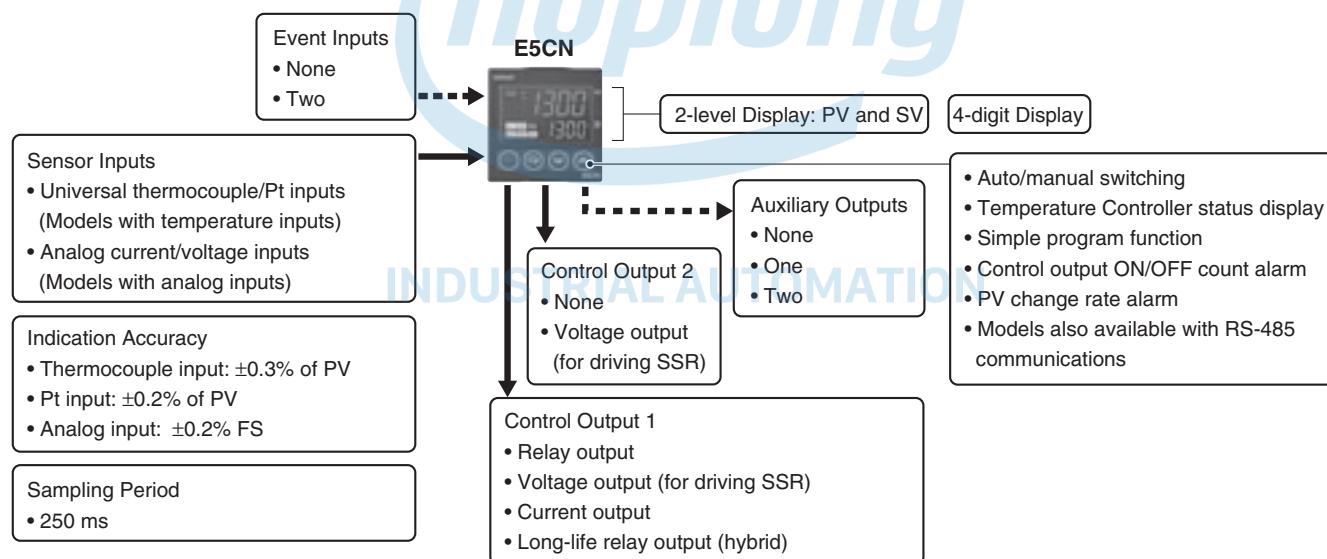 hoplong
E5CN
Event Inputs
• None
• Two
1300
1300
2-level Display: PV and SV
4-digit Display
Sensor Inputs
• Universal thermocouple/Pt inputs
(Models with temperature inputs)
• Analog current/voltage inputs
(Models with analog inputs)
• Auto/manual switching
• Temperature Controller status display
• Simple program function
• Control output ON/OFF count alarm
• PV change rate alarm
• Models also available with RS-485
communications
Auxiliary Outputs
• None
• One
• Two
Control Output 2
• None
• Voltage output
(for driving SSR)
INDUSTRIAL AUTOMATION
Indication Accuracy
• Thermocouple input: ±0.3% of PV
• Pt input: ±0.2% of PV
• Analog input: ±0.2% FS
Control Output 1
• Relay output
• Voltage output (for driving SSR)
• Current output
• Long-life relay output (hybrid)
Sampling Period
• 250 ms